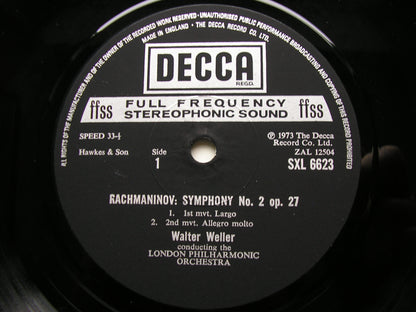 ALL RIGHTS OF THE MANUFACTURER AND OF THE OWNER OF THE RECORDED WORK RESERVED · UNAUTHORISED PUBLIC PERFORMANCE BROADCASTING AND COPYING OF THIS RECORD PROHIBITED
MADE IN ENGLAND · THE DECCA RECORD CO. LTD.
DECCA
REGD.
ffss FULL FREQUENCY ffss
STEREOPHONIC SOUND
SPEED 33⅓
℗ 1973 The Decca
Record Co. Ltd.
Hawkes & Son
Side
1
ZAL 12504
SXL 6623
RACHMANINOV: SYMPHONY No. 2 op. 27
1. 1st mvt. Largo
2. 2nd mvt. Allegro molto
Walter Weller
conducting the
LONDON PHILHARMONIC
ORCHESTRA